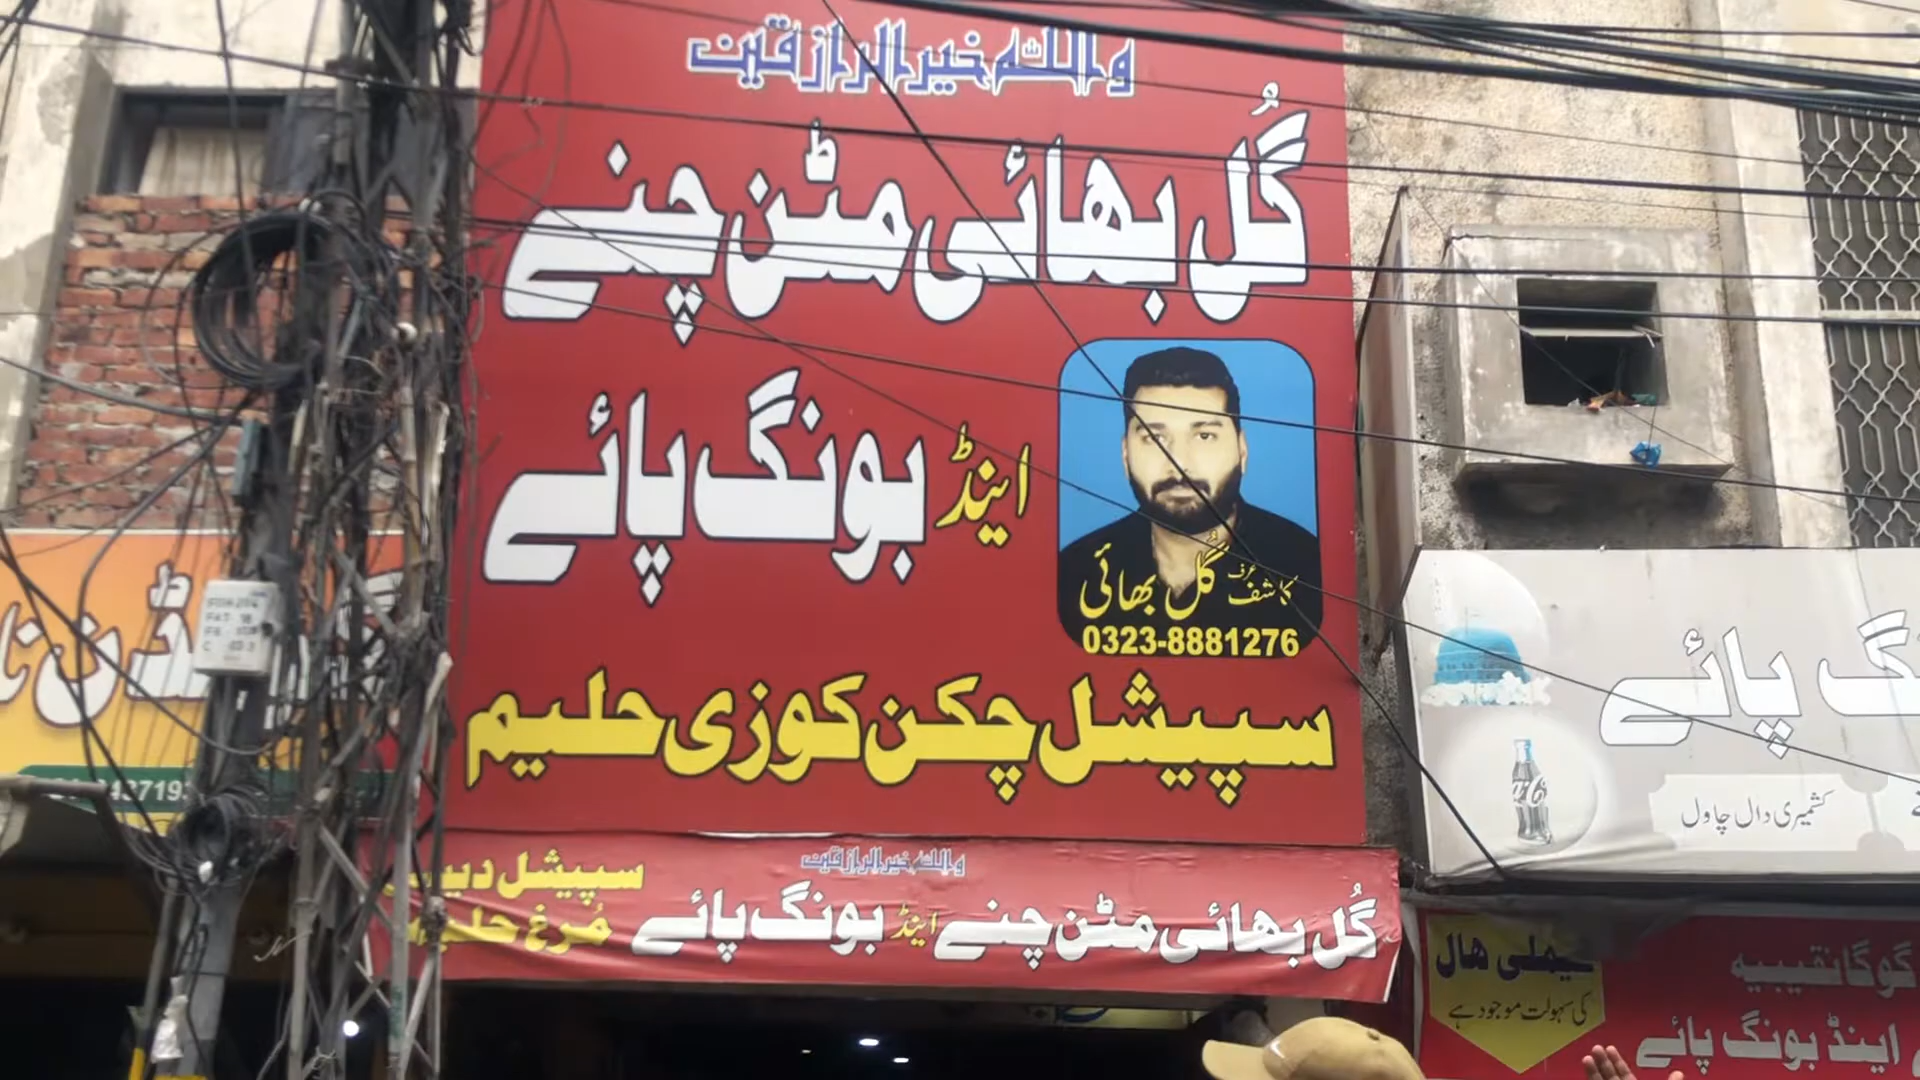 واللہ خیر الرازقین
گُل بھائی مٹن چنے
اینڈ بونگ پائے
کاشف عرف گُل بھائی
0323-8881276
سپیشل چکن کوزی حلیم
واللہ خیر الرازقین
گُل بھائی مٹن چنے اینڈ بونگ پائے
سپیشل
مُرغ حلیم
پائے
کشمیری دال چاول
فیملی ہال
کی سہولت موجود ہے
گوگا نقیبیہ
اینڈ بونگ پائے